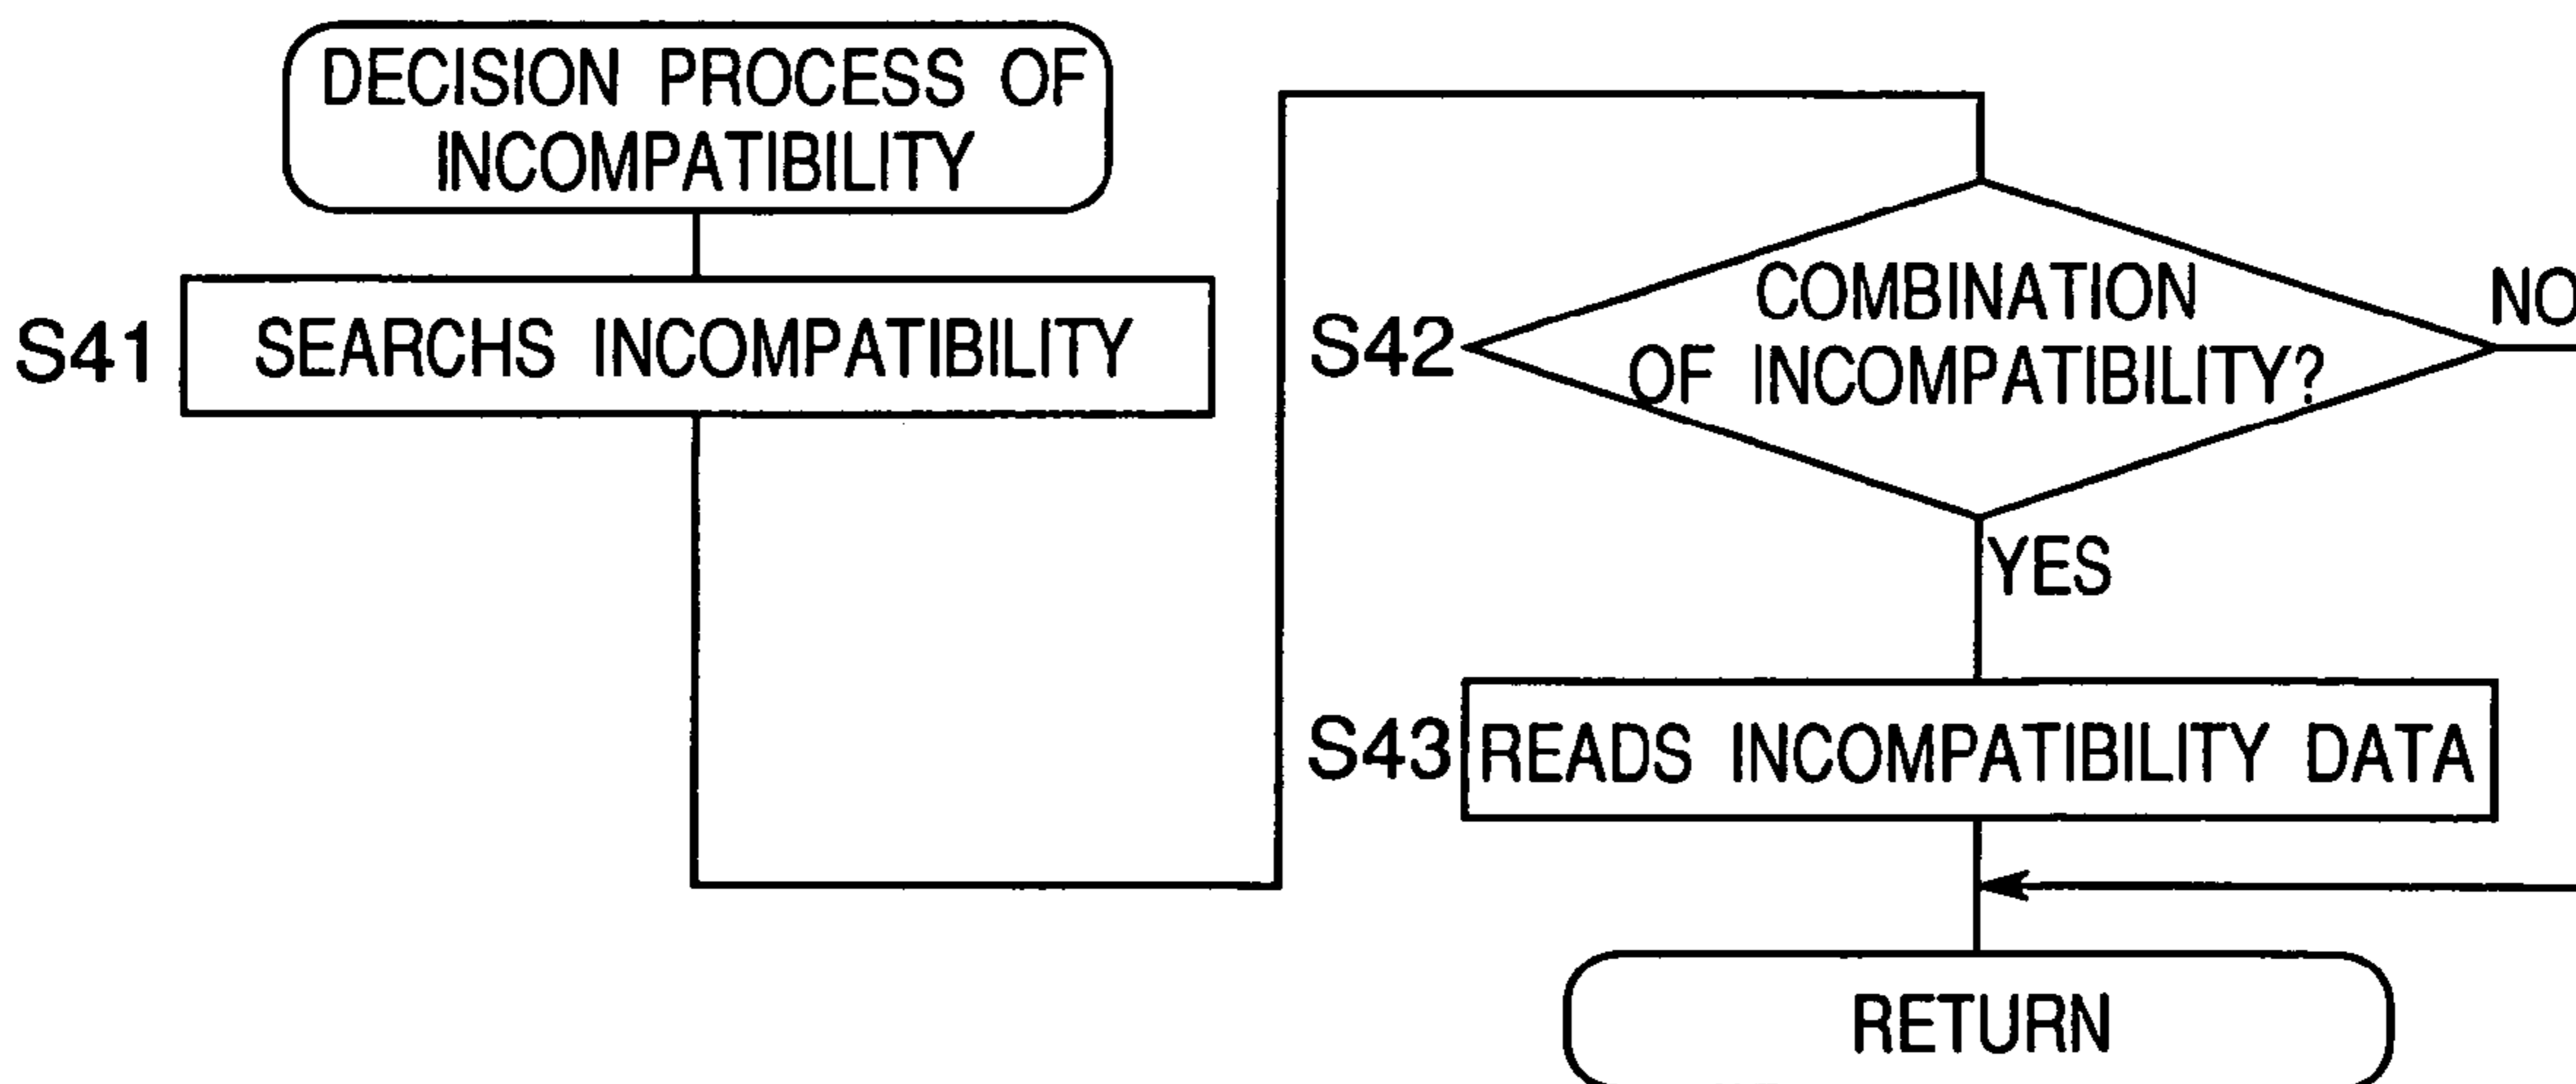 DECISION PROCESS OF
INCOMPATIBILITY
S41
SEARCHS INCOMPATIBILITY
S42
COMBINATION
OF INCOMPATIBILITY?
NO
YES
S43
READS INCOMPATIBILITY DATA
RETURN